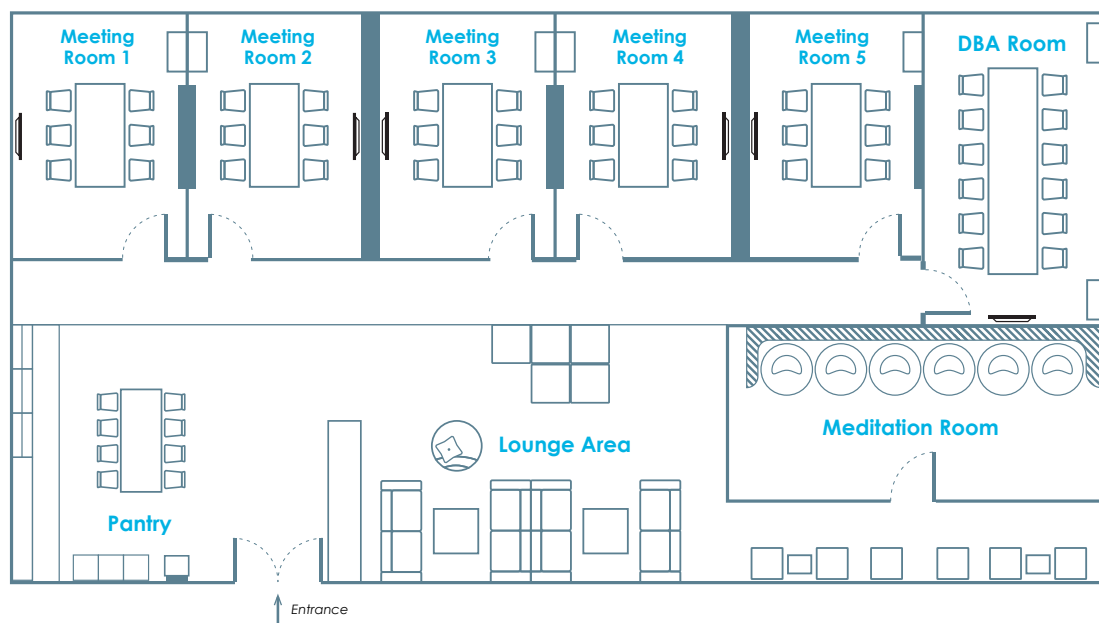 Meeting
Room 1
Meeting
Room 2
Meeting
Room 3
Meeting
Room 4
Meeting
Room 5
DBA Room
Lounge Area
Meditation Room
Pantry
Entrance